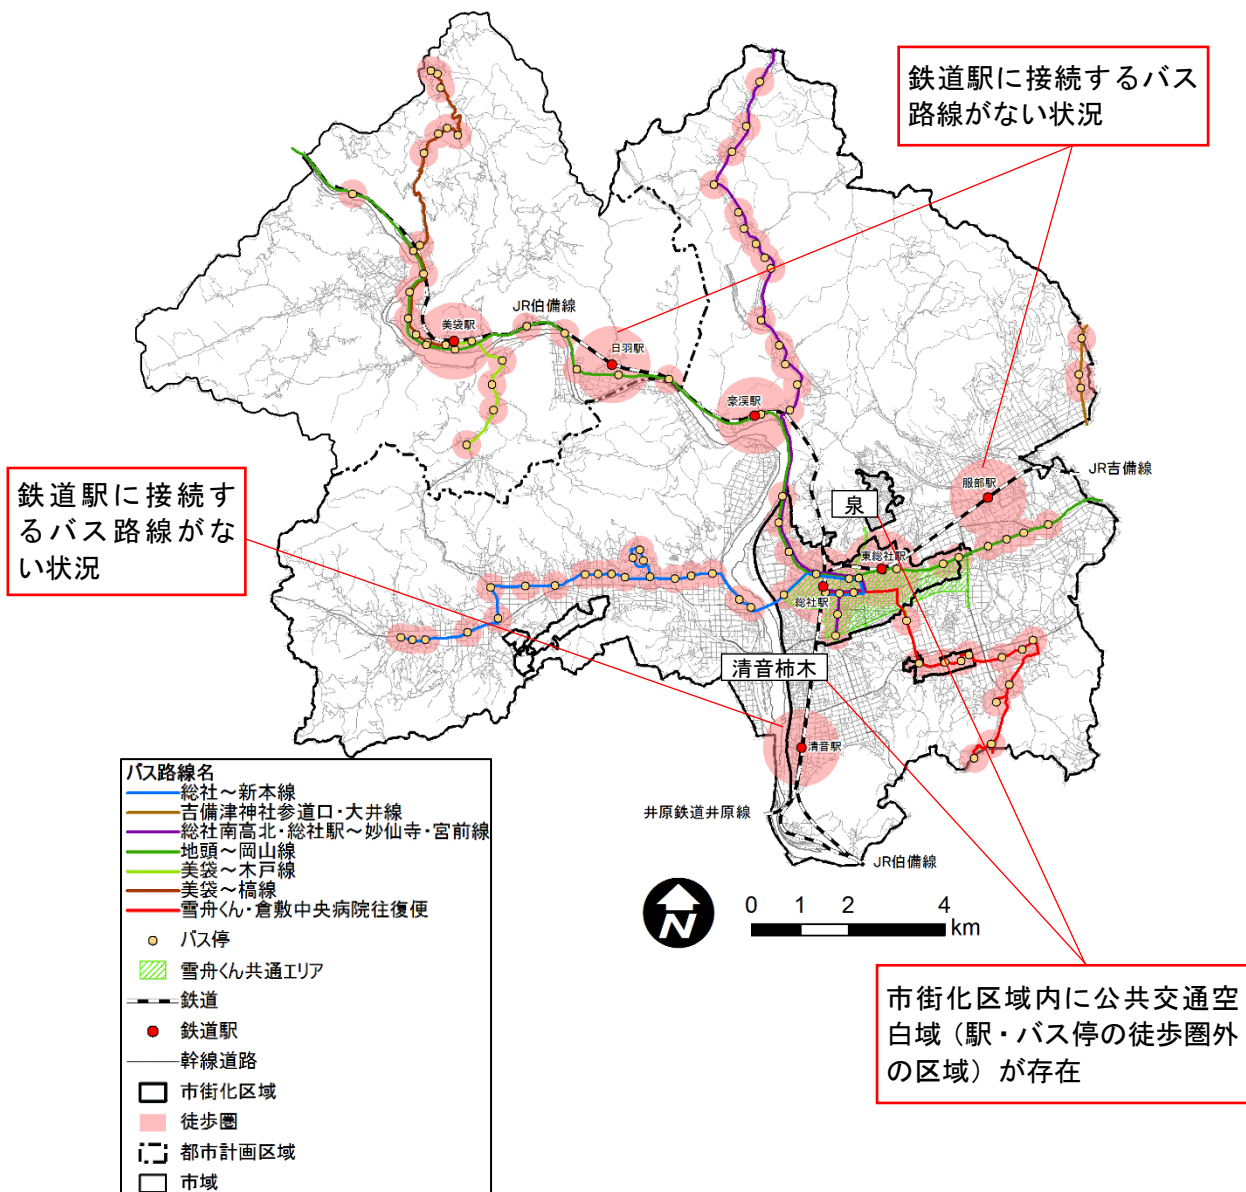 鉄道駅に接続するバス
路線がない状況
JR伯備線
美袋駅
日羽駅
豪渓駅
JR吉備線
服部駅
鉄道駅に接続す
るバス路線がな
い状況
泉
東総社駅
総社駅
清音柿木
清音駅
井原鉄道井原線
JR伯備線
バス路線名
総社～新本線
吉備津神社参道口・大井線
総社南高北・総社駅～妙仙寺・宮前線
地頭～岡山線
美袋～木戸線
美袋～槁線
雪舟くん・倉敷中央病院往復便
バス停
雪舟くん共通エリア
鉄道
鉄道駅
幹線道路
市街化区域
徒歩圏
都市計画区域
市域
N
0 1 2 4
km
市街化区域内に公共交通空
白域（駅・バス停の徒歩圏外
の区域）が存在